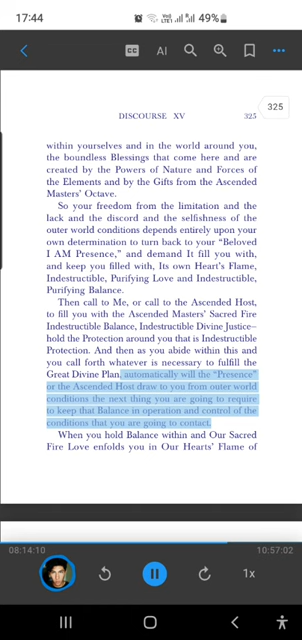 17:44
49%
CC
AI
325
DISCOURSE XV 325
within yourselves and in the world around you,
the boundless Blessings that come here and are
created by the Powers of Nature and Forces of
the Elements and by the Gifts from the Ascended
Masters' Octave.
So your freedom from the limitation and the
lack and the discord and the selfishness of the
outer world conditions depends entirely upon your
own determination to turn back to your "Beloved
I AM Presence," and demand It fill you with,
and keep you filled with, Its own Heart's Flame,
Indestructible, Purifying Love and Indestructible,
Purifying Balance.
Then call to Me, or call to the Ascended Host,
to fill you with the Ascended Masters' Sacred Fire
Indestructible Balance, Indestructible Divine Justice—
hold the Protection around you that is Indestructible
Protection. And then as you abide within this and
you call forth whatever is necessary to fulfill the
Great Divine Plan, automatically will the "Presence"
or the Ascended Host draw to you from outer world
conditions the next thing you are going to require
to keep that Balance in operation and control of the
conditions that you are going to contact.
When you hold Balance within and Our Sacred
Fire Love enfolds you in Our Hearts' Flame of
08:14:10
10:57:02
1x